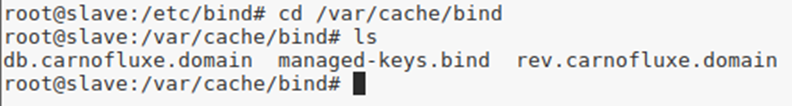 root@slave:/etc/bind# cd /var/cache/bind
root@slave:/var/cache/bind# ls
db.carnofluxe.domain  managed-keys.bind  rev.carnofluxe.domain
root@slave:/var/cache/bind#